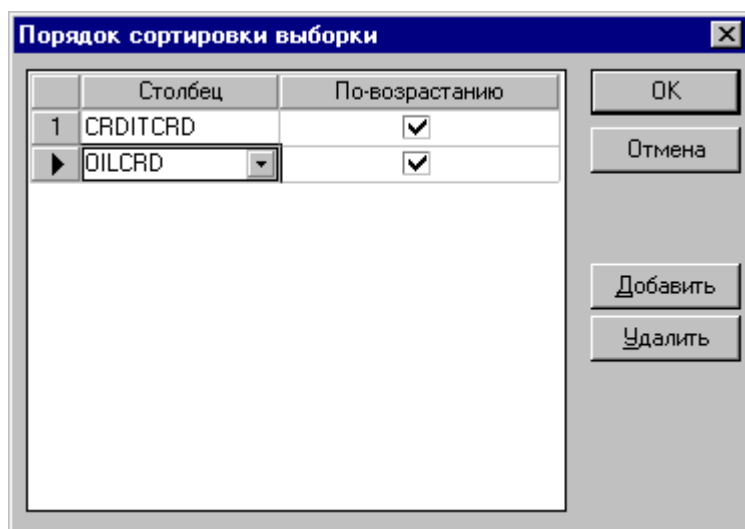 Порядок сортировки выборки
Столбец По-возрастанию
1 CRDITCRD
OILCRD
OK
Отмена
Добавить
Удалить